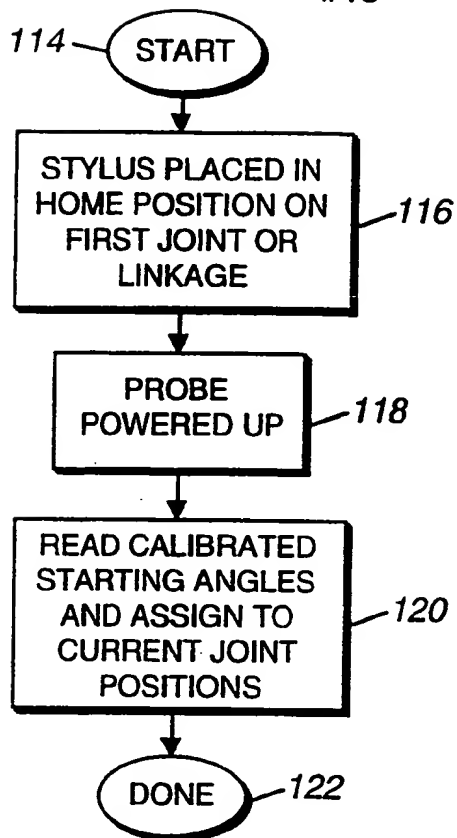 114
START
STYLUS PLACED IN
HOME POSITION ON
FIRST JOINT OR
LINKAGE
116
PROBE
POWERED UP
118
READ CALIBRATED
STARTING ANGLES
AND ASSIGN TO
CURRENT JOINT
POSITIONS
120
DONE
122